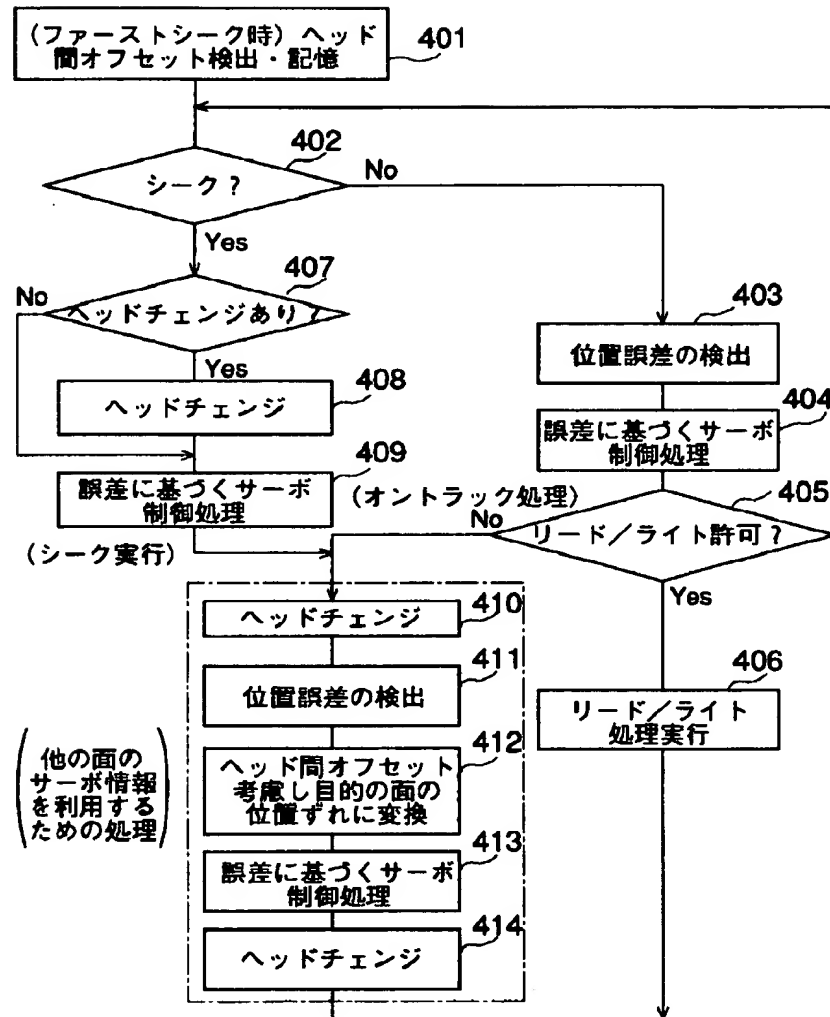 (ファーストシーク時)ヘッド
間オフセット検出・記憶
401
402
シーク?
No
Yes
407
No
ヘッドチェンジあり?
Yes
403
位置誤差の検出
408
ヘッドチェンジ
404
誤差に基づくサーボ
制御処理
409
誤差に基づくサーボ
制御処理
(オントラック処理)
405
No
リード/ライト許可?
(シーク実行)
Yes
410
ヘッドチェンジ
411
位置誤差の検出
406
リード/ライト
処理実行
412
ヘッド間オフセット
考慮し目的の面の
位置ずれに変換
(他の面の
サーボ情報
を利用する
ための処理)
413
誤差に基づくサーボ
制御処理
414
ヘッドチェンジ